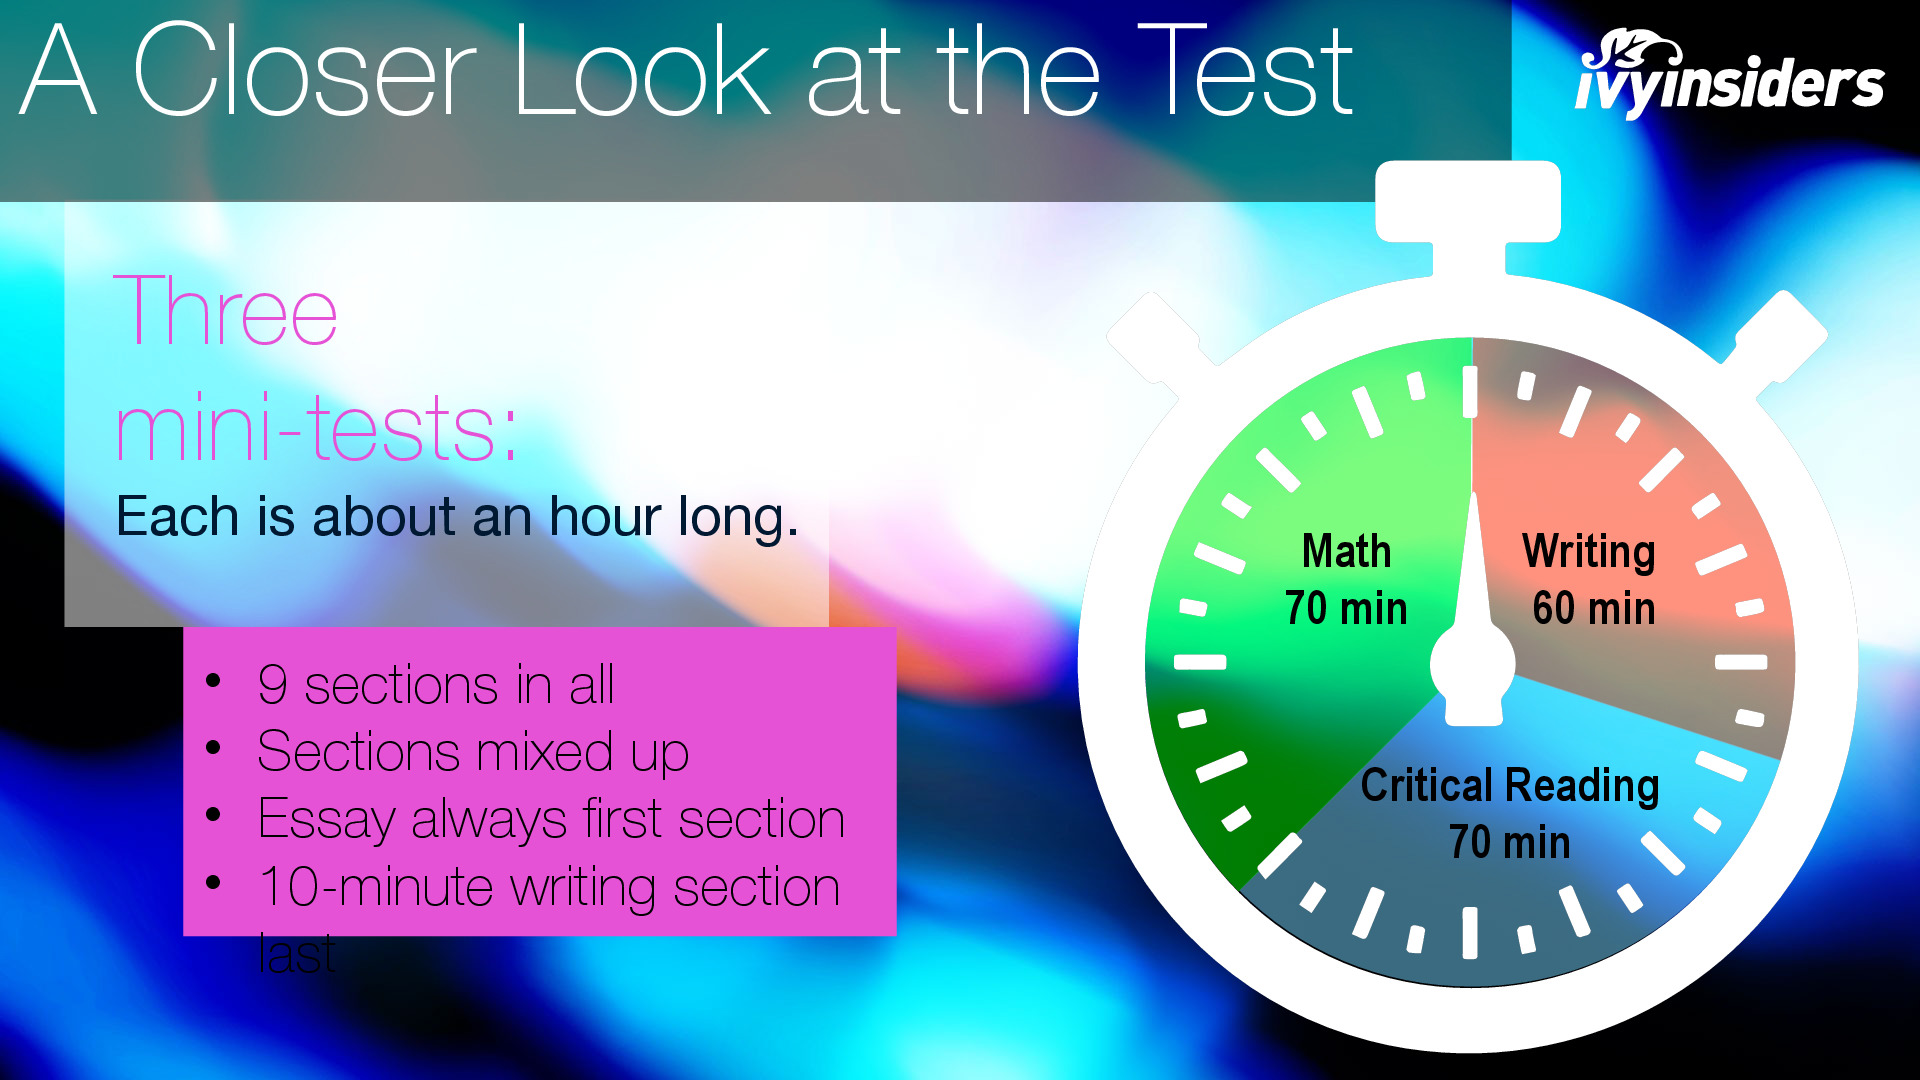 A Closer Look at the Test
ivyinsiders
Three
mini-tests:
Each is about an hour long.
• 9 sections in all
• Sections mixed up
• Essay always first section
• 10-minute writing section
last
Math
70 min
Writing
60 min
Critical Reading
70 min